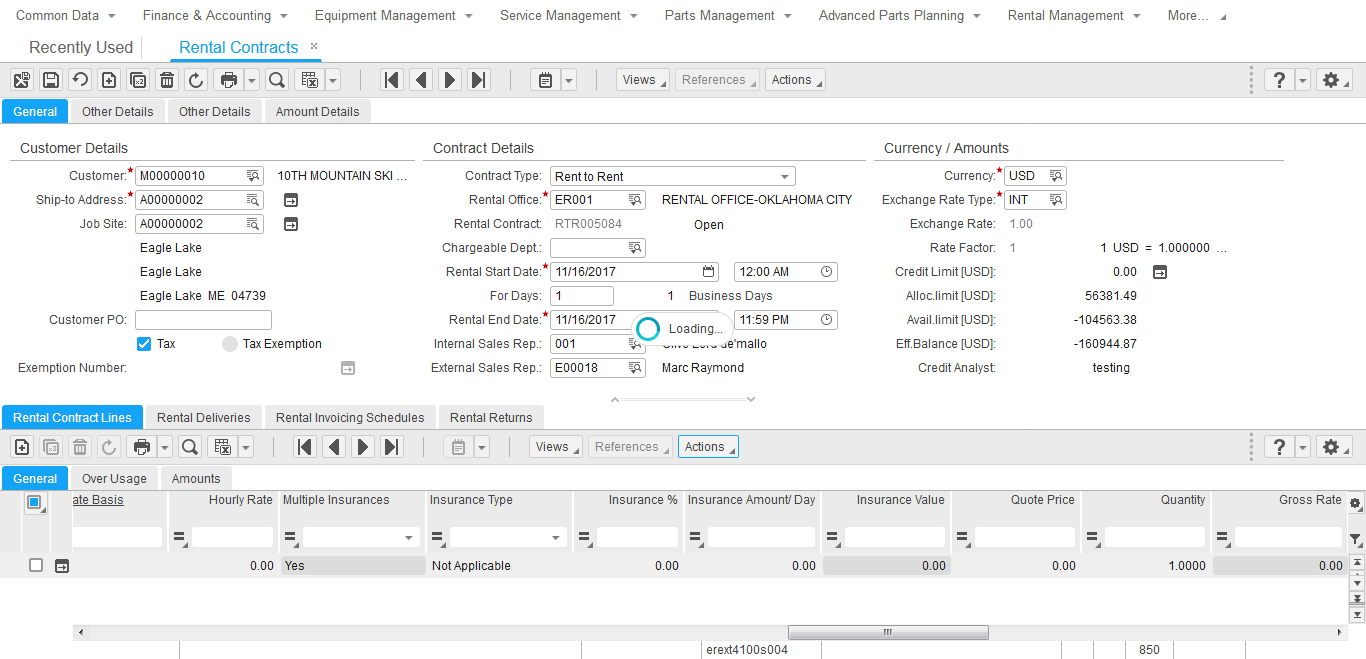 Common Data Finance & Accounting Equipment Management Service Management Parts Management Advanced Parts Planning Rental Management More...
Recently Used Rental Contracts ×
Views References Actions ?
General Other Details Other Details Amount Details
Customer Details Contract Details Currency / Amounts
Customer:* M00000010 10TH MOUNTAIN SKI ... Contract Type: Rent to Rent Currency:* USD
Ship-to Address:* A00000002 Rental Office:* ER001 RENTAL OFFICE-OKLAHOMA CITY Exchange Rate Type:* INT
Job Site: A00000002 Rental Contract: RTR005084 Open Exchange Rate: 1.00
Eagle Lake Chargeable Dept.: Rate Factor: 1 1 USD = 1.000000 ...
Eagle Lake Rental Start Date:* 11/16/2017 12:00 AM Credit Limit [USD]: 0.00
Eagle Lake ME 04739 For Days: 1 1 Business Days Alloc.limit [USD]: 56381.49
Customer PO: Rental End Date:* 11/16/2017 11:59 PM Avail.limit [USD]: -104563.38
Loading...
Tax Tax Exemption Internal Sales Rep.: 001 de'mallo Eff.Balance [USD]: -160944.87
Exemption Number: External Sales Rep.: E00018 Marc Raymond Credit Analyst: testing
Rental Contract Lines Rental Deliveries Rental Invoicing Schedules Rental Returns
Views References Actions ?
General Over Usage Amounts
ate Basis Hourly Rate Multiple Insurances Insurance Type Insurance % Insurance Amount/ Day Insurance Value Quote Price Quantity Gross Rate
0.00 Yes Not Applicable 0.00 0.00 0.00 0.00 1.0000 0.00
erext4100s004 850